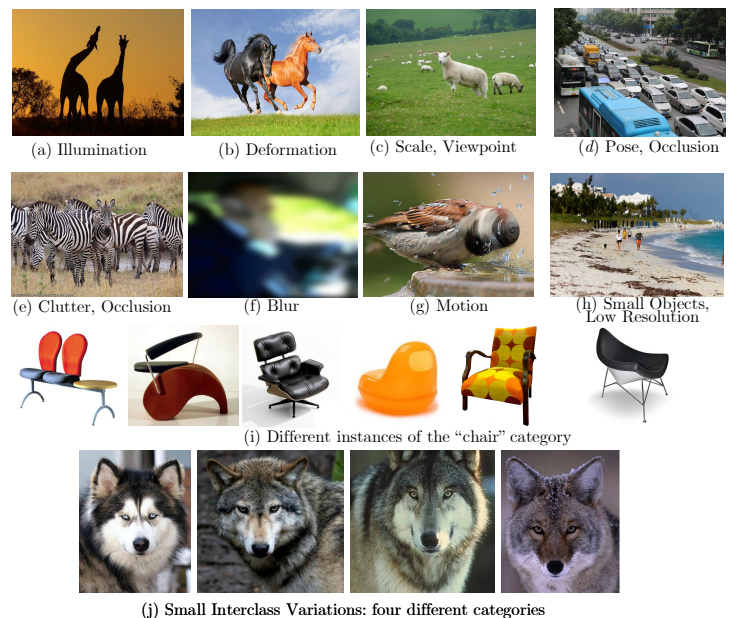 (a) Illumination
(b) Deformation
(c) Scale, Viewpoint
(d) Pose, Occlusion
(e) Clutter, Occlusion
(f) Blur
(g) Motion
(h) Small Objects,
Low Resolution
(i) Different instances of the “chair” category
(j) Small Interclass Variations: four different categories